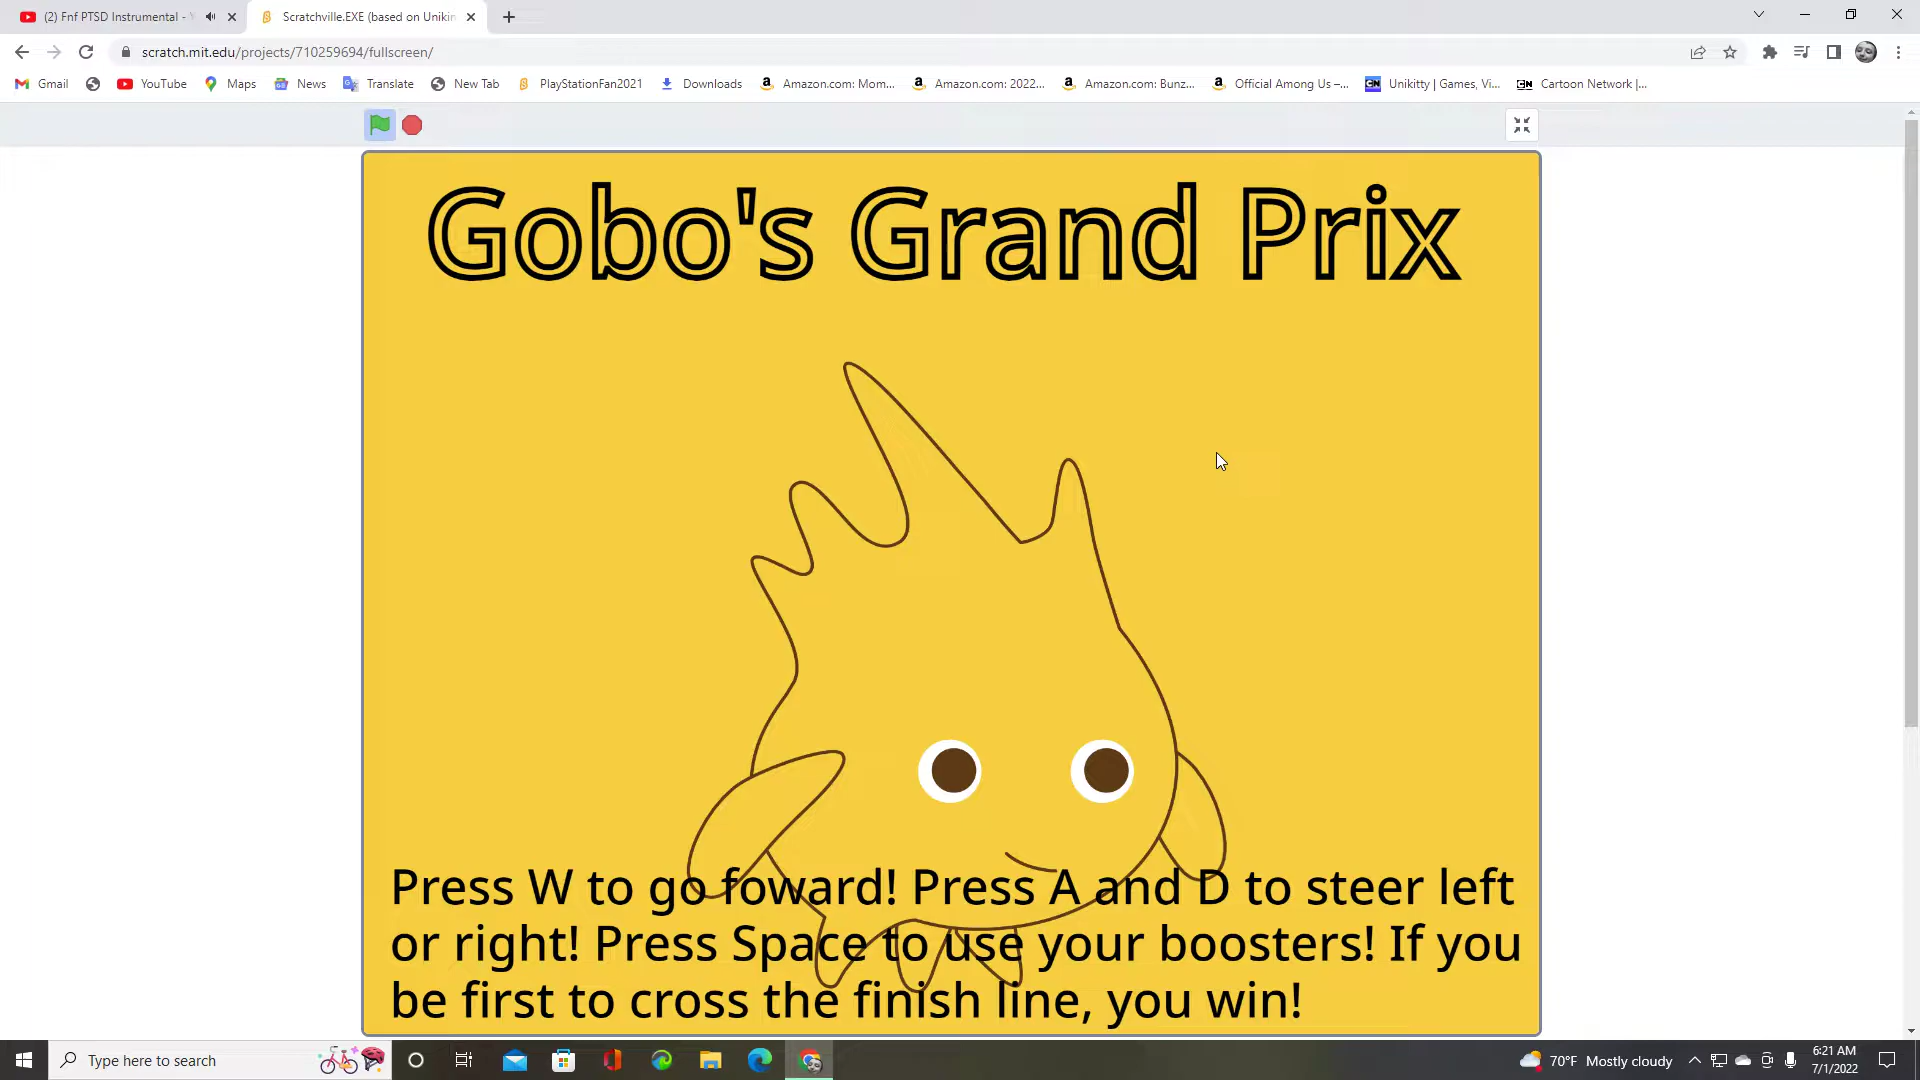 (2) Fnf PTSD Instrumental -
Scratchville.EXE (based on Unikin
scratch.mit.edu/projects/710259694/fullscreen/
Gmail YouTube Maps News Translate New Tab PlayStationFan2021 Downloads Amazon.com: Mom... Amazon.com: 2022... Amazon.com: Bunz... Official Among Us –... Unikitty | Games, Vi... Cartoon Network |...
Gobo's Grand Prix
Press W to go foward! Press A and D to steer left
or right! Press Space to use your boosters! If you
be first to cross the finish line, you win!
Type here to search
70°F Mostly cloudy
6:21 AM
7/1/2022